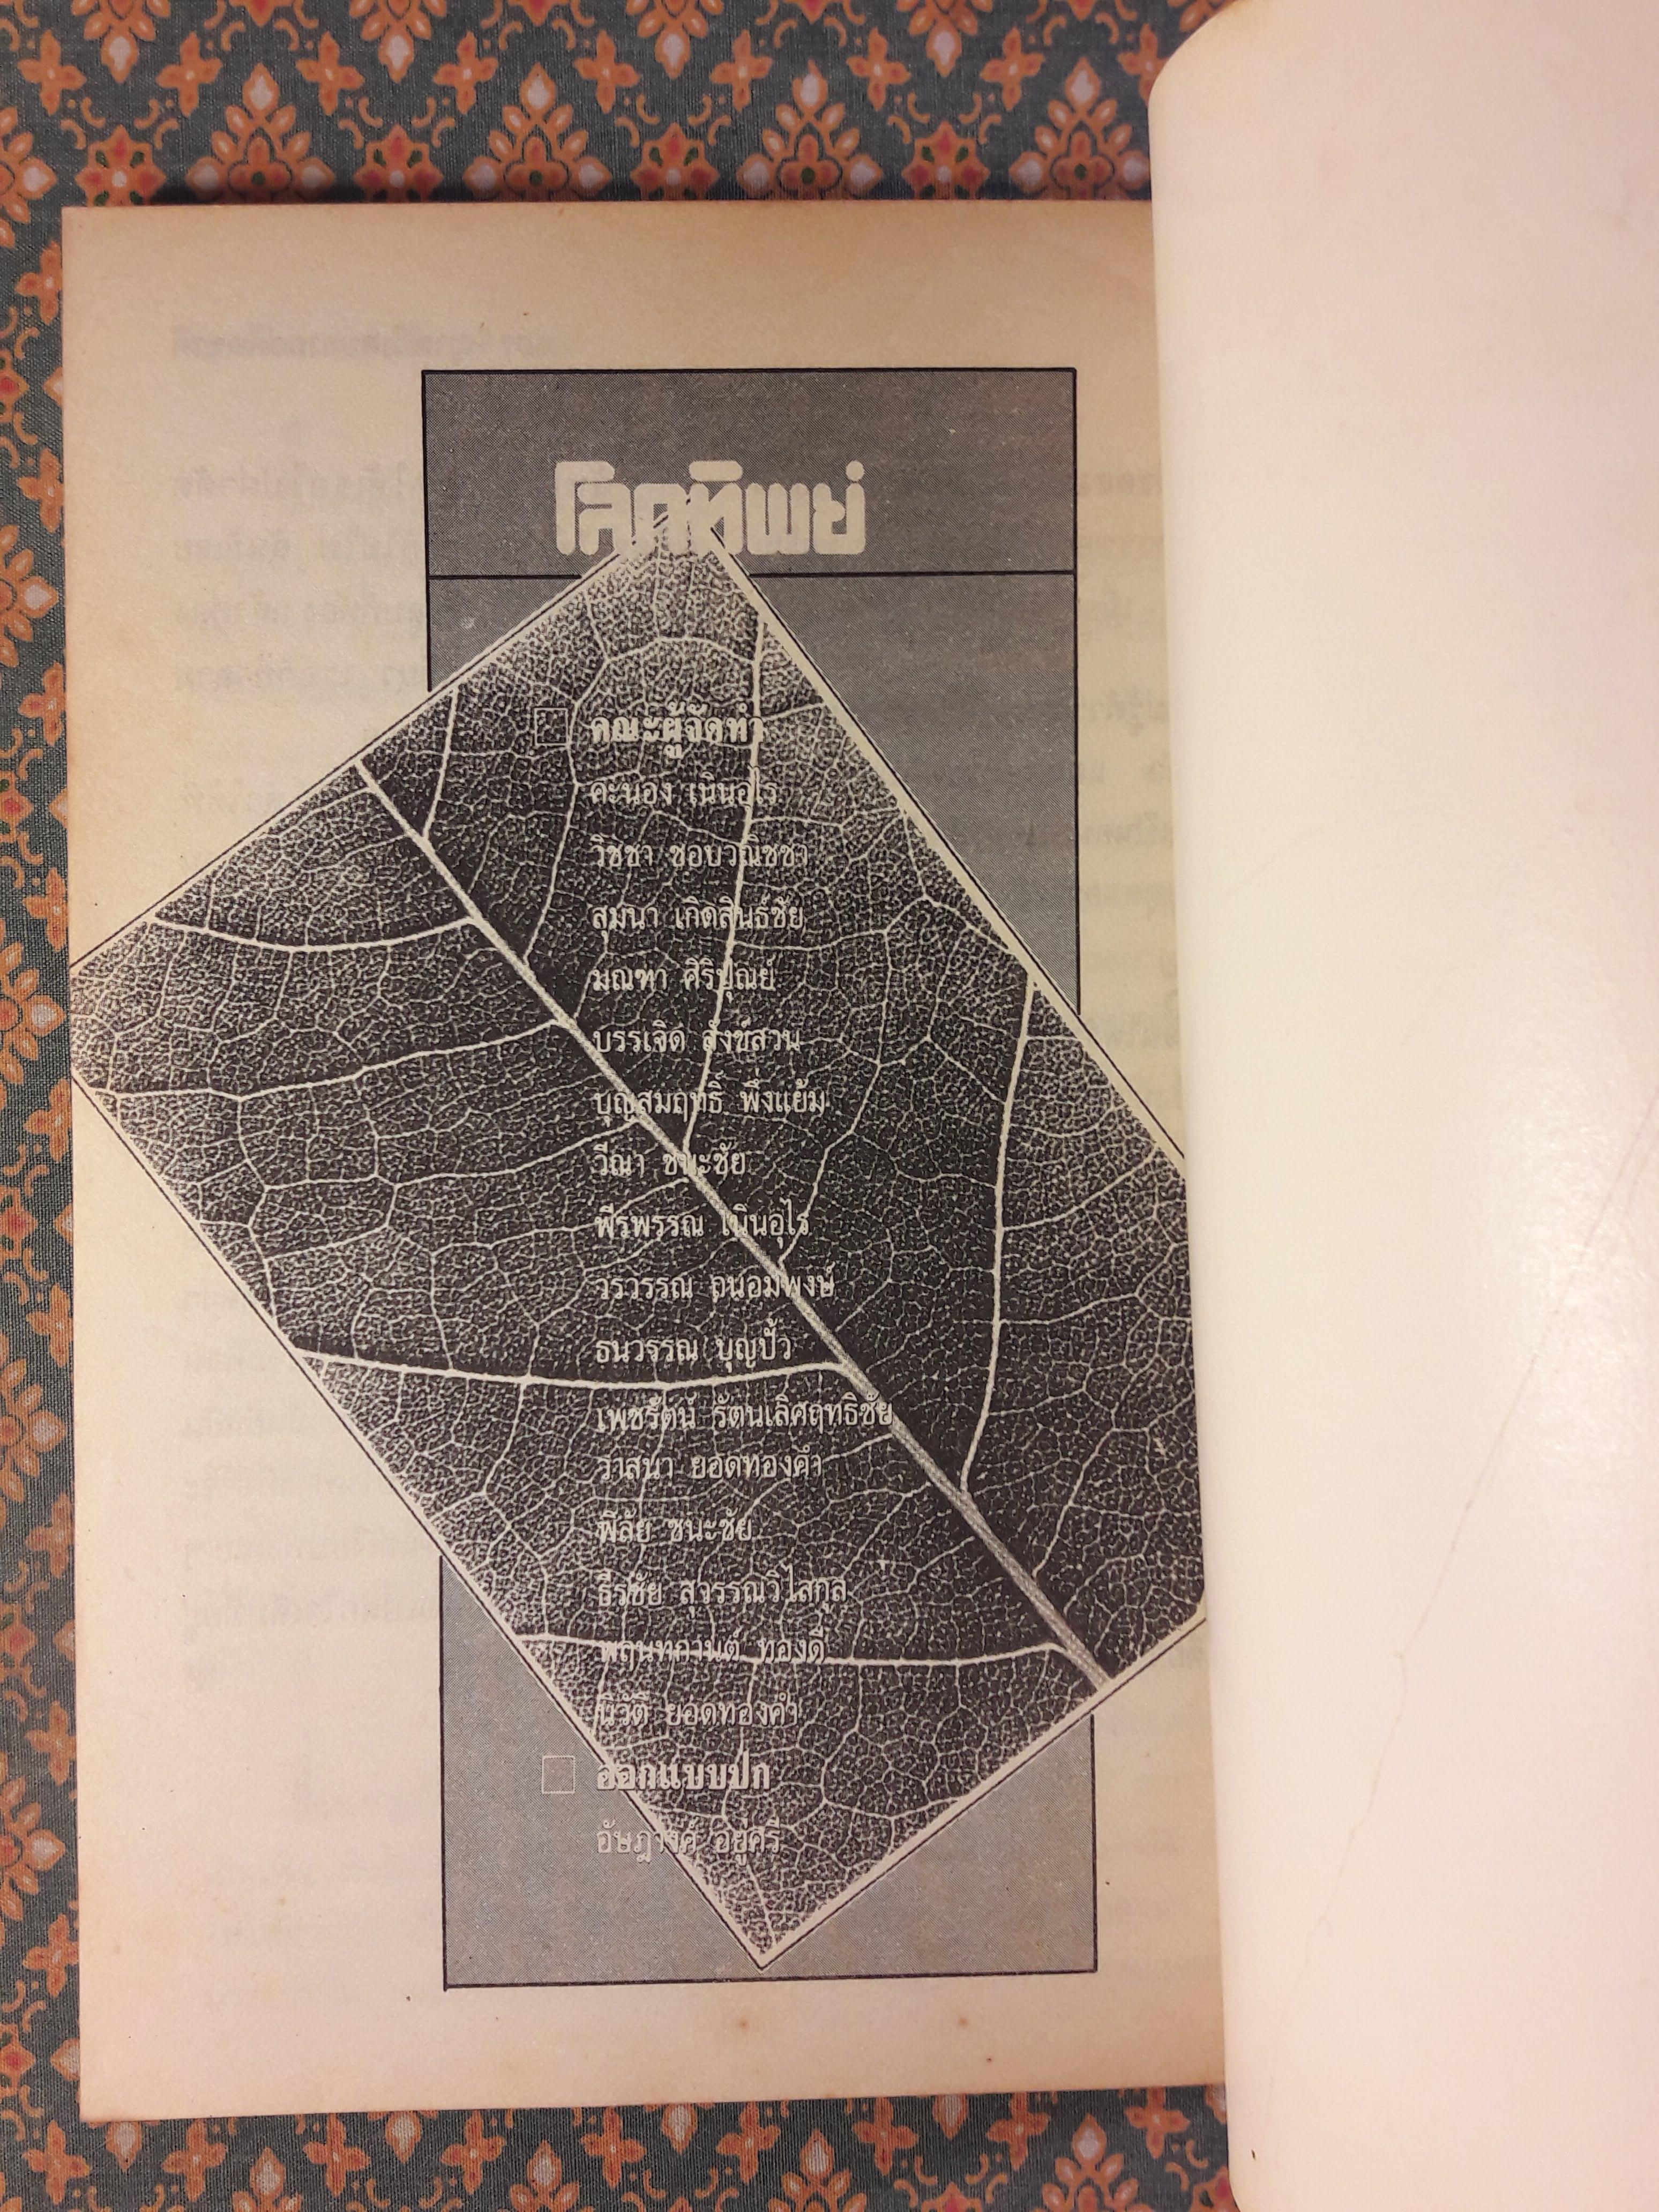 โลกทิพย์
คณะผู้จัดทำ
คะนอง เนินอุไร
วิชชา ชอบวณิชชา
สุมนา เกิดสินธ์ชัย
มณฑา ศิริปุณย์
บรรเจิด สังข์สวน
บุญสมฤทธิ์ พึ่งแย้ม
วีณา ชนะชัย
พีรพรรณ เนินอุไร
วรวรรณ ถนอมพงษ์
ธนวรรณ บุญปั๋ว
เพชรัตน์ รัตนเลิศฤทธิชัย
วาสนา ยอดทองคำ
พิลัย ชนะชัย
ธีรชัย สุวรรณวิไลกุล
พฤนทกานต์ ทองดี
นิวัติ ยอดทองคำ
ออกแบบปก
อัษฎางค์ อยู่ศรี